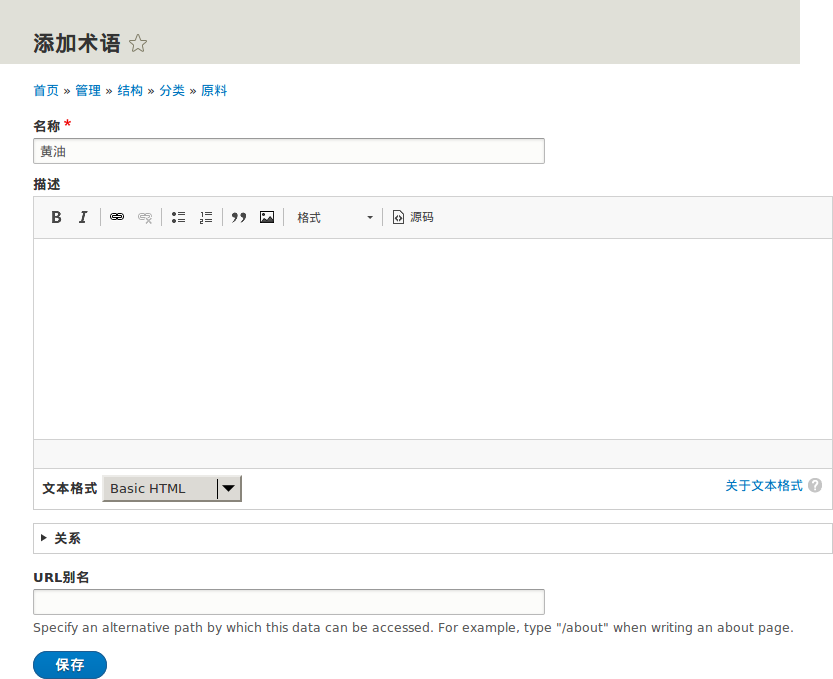 添加术语
首页 » 管理 » 结构 » 分类 » 原料
名称 *
黄油
描述
B I 格式 源码
文本格式 Basic HTML 关于文本格式 ?
关系
URL别名
Specify an alternative path by which this data can be accessed. For example, type "/about" when writing an about page.
保存